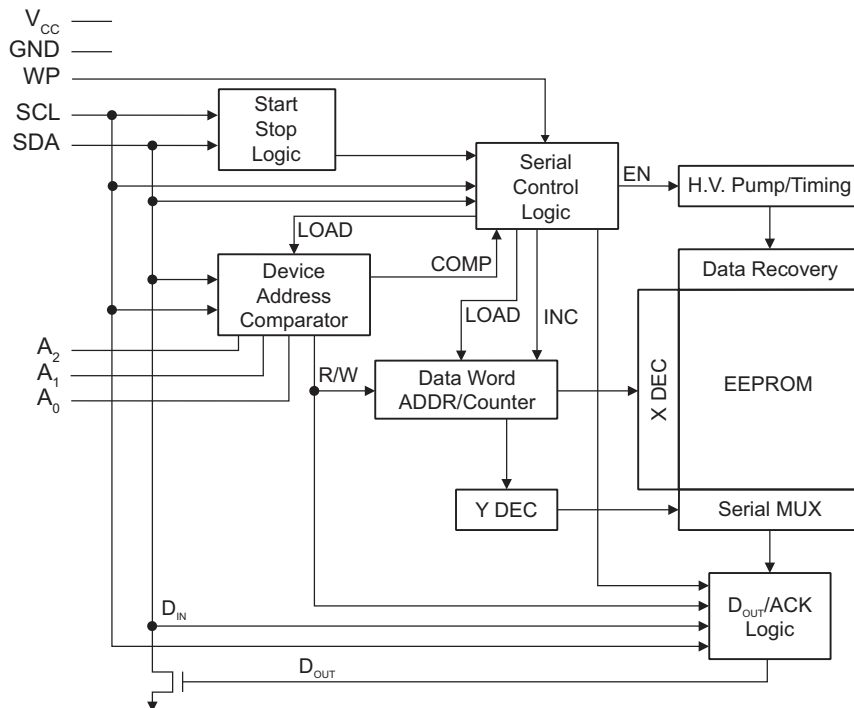 VCC
GND
WP
SCL
SDA
Start
Stop
Logic
Serial
Control
Logic
EN
H.V. Pump/Timing
LOAD
COMP
Device
Address
Comparator
Data Recovery
LOAD
INC
A2
A1
A0
R/W
Data Word
ADDR/Counter
X DEC
EEPROM
Y DEC
Serial MUX
DIN
DOUT/ACK
Logic
DOUT